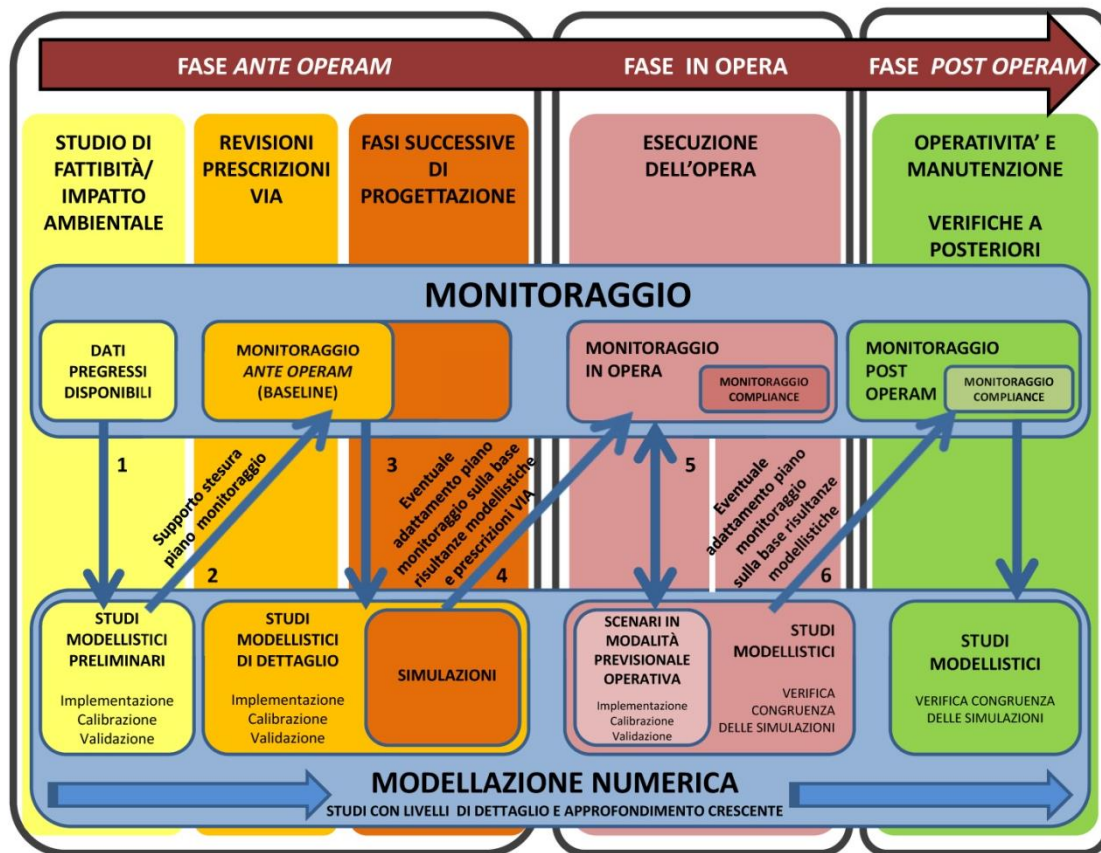 FASE ANTE OPERAM
FASE IN OPERA
FASE POST OPERAM
STUDIO DI
FATTIBITÀ/
IMPATTO
AMBIENTALE
REVISIONI
PRESCRIZIONI
VIA
FASI SUCCESSIVE
DI
PROGETTAZIONE
ESECUZIONE
DELL'OPERA
OPERATIVITA' E
MANUTENZIONE
VERIFICHE A
POSTERIORI
MONITORAGGIO
DATI
PREGRESSI
DISPONIBILI
MONITORAGGIO
ANTE OPERAM
(BASELINE)
MONITORAGGIO
IN OPERA
MONITORAGGIO
COMPLIANCE
MONITORAGGIO
POST
OPERAM
MONITORAGGIO
COMPLIANCE
1
Supporto stesura
piano monitoraggio
2
3
Eventuale
adattamento piano
monitoraggio sulla base
risultanze modellistiche
e prescrizioni VIA
4
5
Eventuale
adattamento piano
monitoraggio
sulla base risultanze
modellistiche
6
STUDI
MODELLISTICI
PRELIMINARI
Implementazione
Calibrazione
Validazione
STUDI
MODELLISTICI
DI DETTAGLIO
Implementazione
Calibrazione
Validazione
SIMULAZIONI
SCENARI IN
MODALITÀ
PREVISIONALE
OPERATIVA
Implementazione
Calibrazione
Validazione
STUDI
MODELLISTICI
VERIFICA
CONGRUENZA
DELLE SIMULAZIONI
STUDI
MODELLISTICI
VERIFICA CONGRUENZA
DELLE SIMULAZIONI
MODELLAZIONE NUMERICA
STUDI CON LIVELLI DI DETTAGLIO E APPROFONDIMENTO CRESCENTE